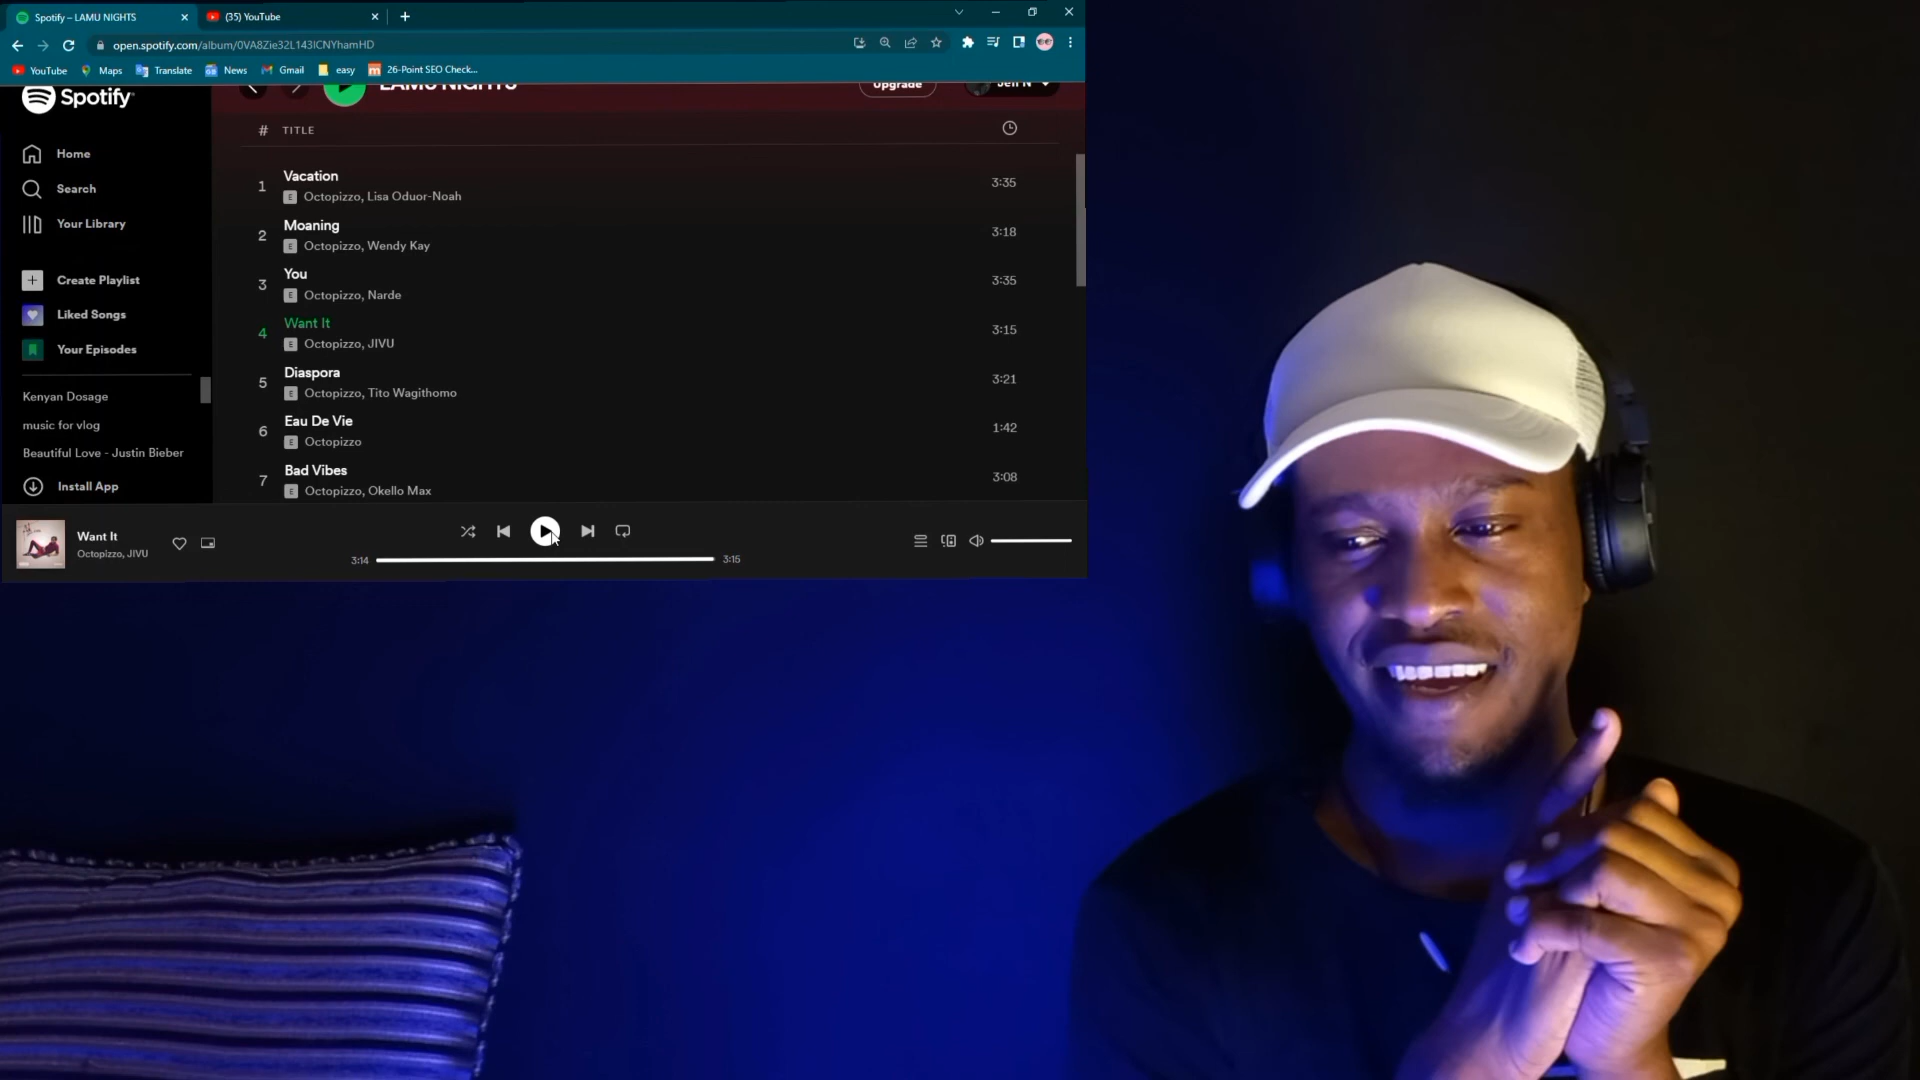 Spotify – LAMU NIGHTS
(35) YouTube
open.spotify.com/album/0VA8Zie32L143ICNYhamHD
YouTube
Maps
Translate
News
Gmail
easy
26-Point SEO Check...
Spotify
LAMU NIGHTS
Upgrade
Jeff N
Home
Search
Your Library
Create Playlist
Liked Songs
Your Episodes
Kenyan Dosage
music for vlog
Beautiful Love - Justin Bieber
Install App
# TITLE
1 Vacation 3:35
E Octopizzo, Lisa Oduor-Noah
2 Moaning 3:18
E Octopizzo, Wendy Kay
3 You 3:35
E Octopizzo, Narde
4 Want It 3:15
E Octopizzo, JIVU
5 Diaspora 3:21
E Octopizzo, Tito Wagithomo
6 Eau De Vie 1:42
E Octopizzo
7 Bad Vibes 3:08
E Octopizzo, Okello Max
Want It
Octopizzo, JIVU
3:14
3:15